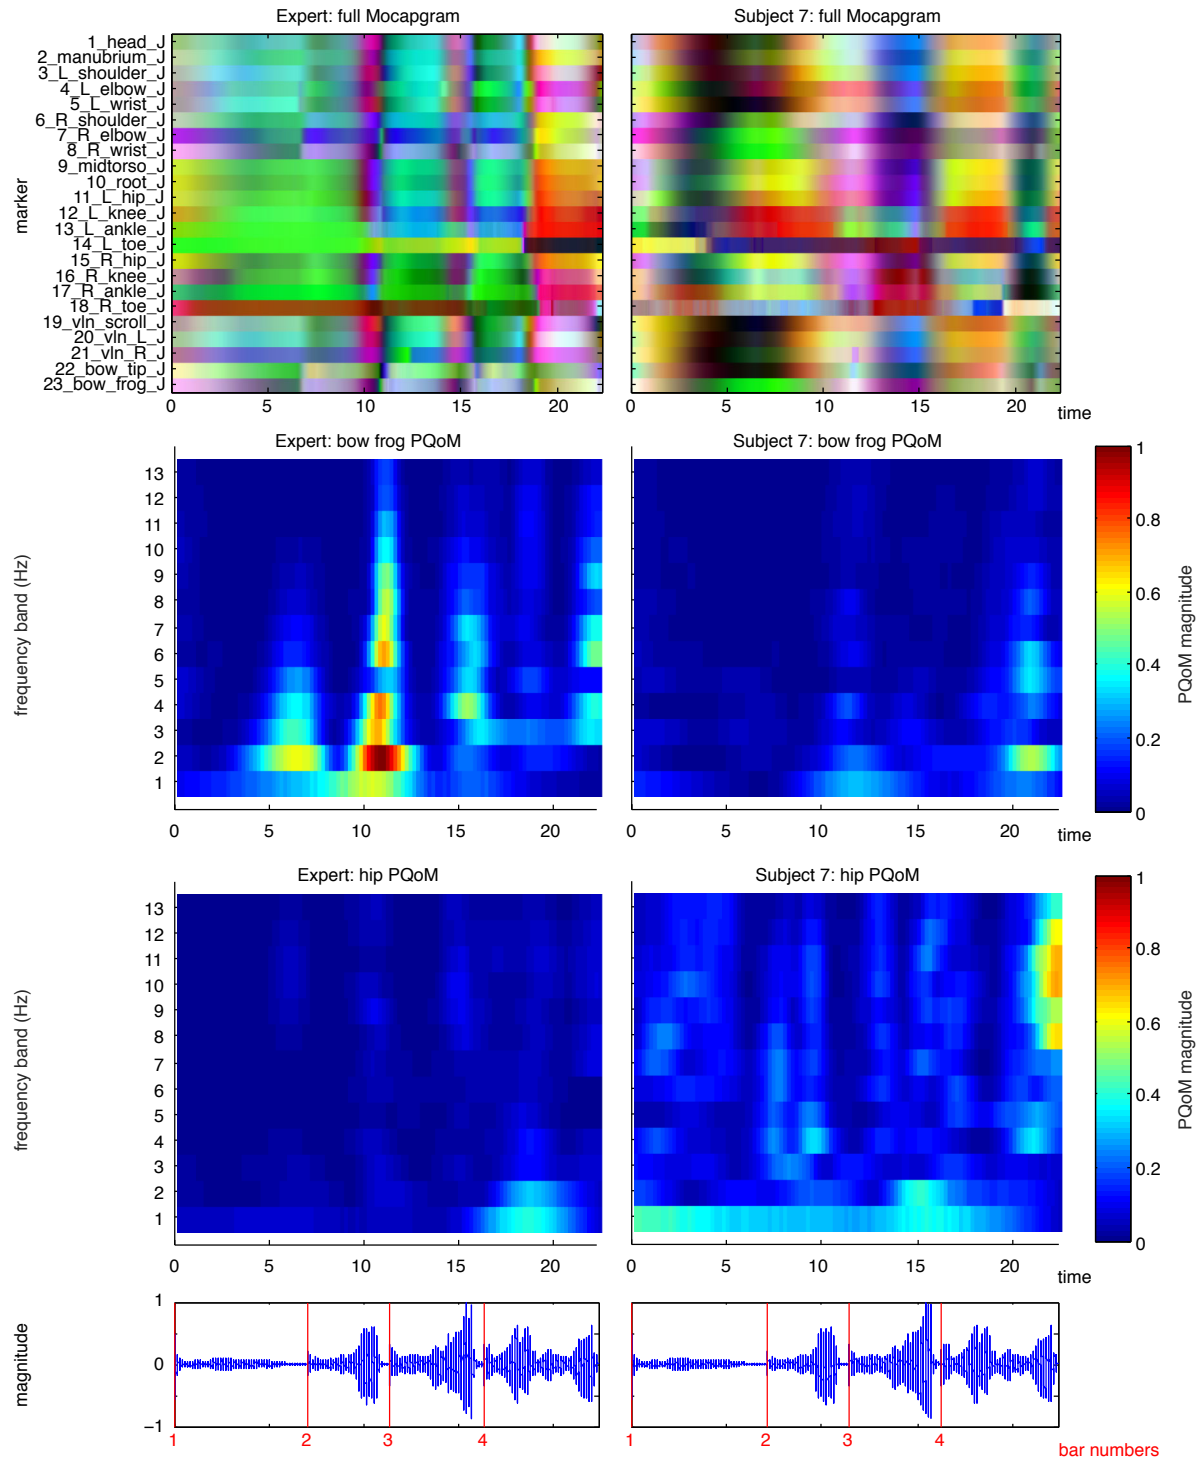 Expert: full Mocapgram
Subject 7: full Mocapgram
marker
1_head_J
2_manubrium_J
3_L_shoulder_J
4_L_elbow_J
5_L_wrist_J
6_R_shoulder_J
7_R_elbow_J
8_R_wrist_J
9_midtorso_J
10_root_J
11_L_hip_J
12_L_knee_J
13_L_ankle_J
14_L_toe_J
15_R_hip_J
16_R_knee_J
17_R_ankle_J
18_R_toe_J
19_vln_scroll_J
20_vln_L_J
21_vln_R_J
22_bow_tip_J
23_bow_frog_J
0 5 10 15 20
0 5 10 15 20 time
Expert: bow frog PQoM
Subject 7: bow frog PQoM
frequency band (Hz)
13
12
11
10
9
8
7
6
5
4
3
2
1
0 5 10 15 20
0 5 10 15 20 time
1
0.8
0.6
0.4
0.2
0
PQoM magnitude
Expert: hip PQoM
Subject 7: hip PQoM
frequency band (Hz)
13
12
11
10
9
8
7
6
5
4
3
2
1
0 5 10 15 20
0 5 10 15 20 time
1
0.8
0.6
0.4
0.2
0
PQoM magnitude
magnitude
1
0
−1
1 2 3 4
1 2 3 4 bar numbers